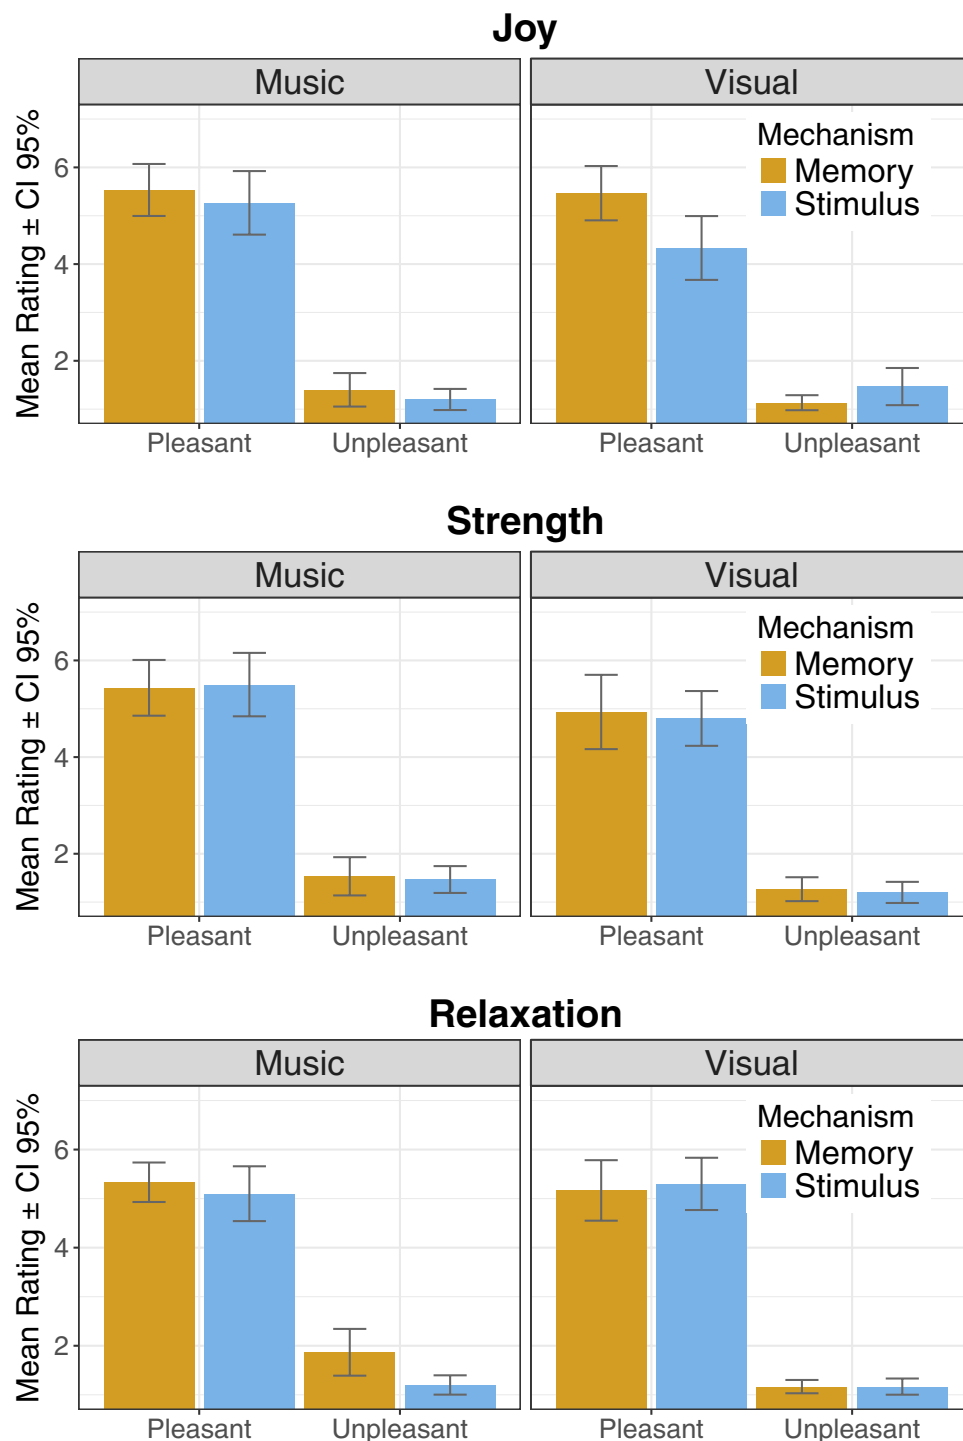 Joy
Music Visual
Mean Rating ± CI 95%
6
4
2
Mechanism
Memory
Stimulus
Pleasant Unpleasant Pleasant Unpleasant
Strength
Music Visual
Mean Rating ± CI 95%
6
4
2
Mechanism
Memory
Stimulus
Pleasant Unpleasant Pleasant Unpleasant
Relaxation
Music Visual
Mean Rating ± CI 95%
6
4
2
Mechanism
Memory
Stimulus
Pleasant Unpleasant Pleasant Unpleasant